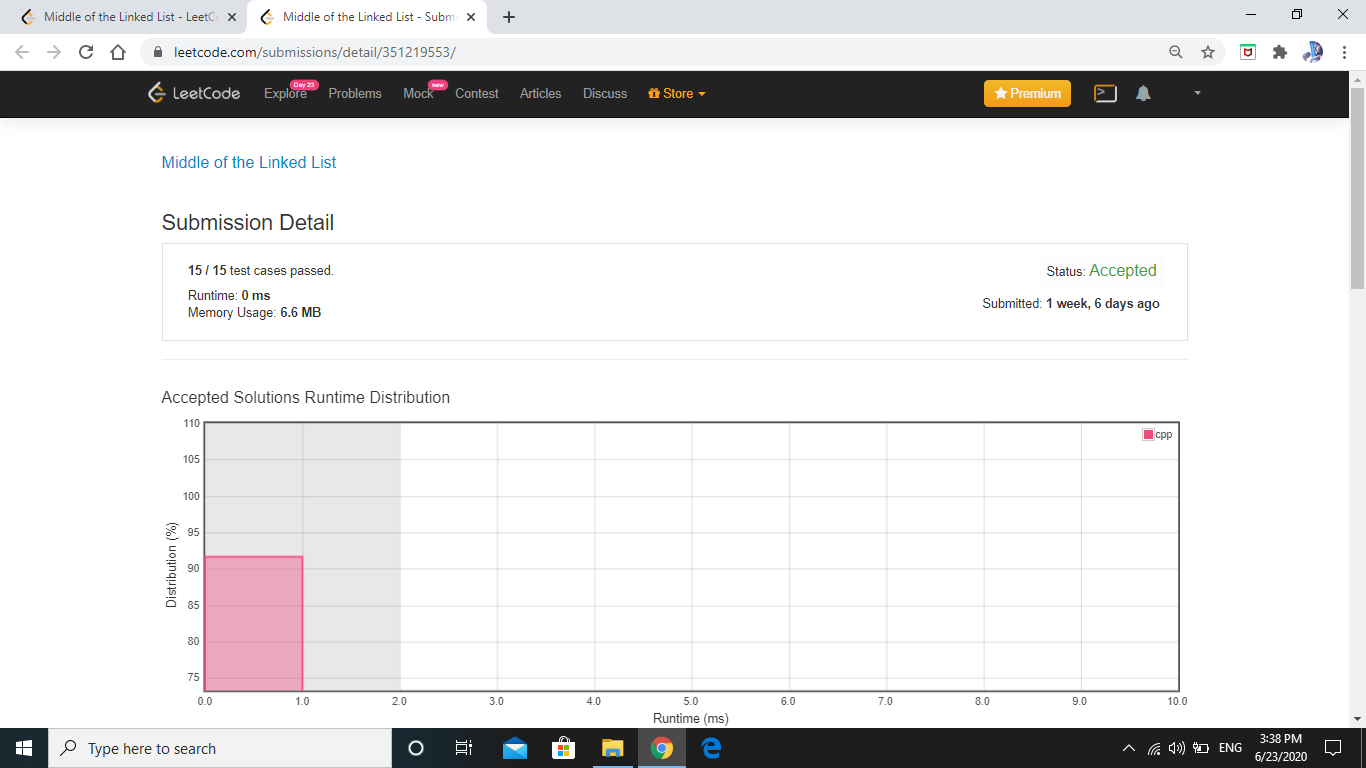 Middle of the Linked List - LeetC
Middle of the Linked List - Subm
leetcode.com/submissions/detail/351219553/
LeetCode
Explore
Day 23
Problems
Mock
new
Contest
Articles
Discuss
Store
Premium
Middle of the Linked List
Submission Detail
15 / 15 test cases passed.
Status: Accepted
Runtime: 0 ms
Submitted: 1 week, 6 days ago
Memory Usage: 6.6 MB
Accepted Solutions Runtime Distribution
110
105
100
95
90
85
80
75
Distribution (%)
cpp
0.0 1.0 2.0 3.0 4.0 5.0 6.0 7.0 8.0 9.0 10.0
Runtime (ms)
Type here to search
ENG
3:38 PM
6/23/2020